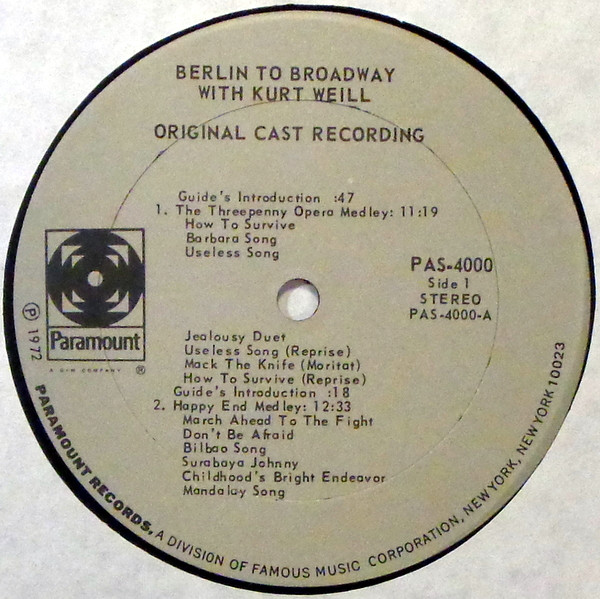 BERLIN TO BROADWAY
WITH KURT WEILL
ORIGINAL CAST RECORDING
Guide's Introduction :47
1. The Threepenny Opera Medley: 11:19
How To Survive
Barbara Song
Useless Song
PAS-4000
Side 1
STEREO
PAS-4000-A
Ⓟ 1972
Paramount
A G+W COMPANY ®
Jealousy Duet
Useless Song (Reprise)
Mack The Knife (Moritat)
How To Survive (Reprise)
Guide's Introduction :18
2. Happy End Medley: 12:33
March Ahead To The Fight
Don't Be Afraid
Bilbao Song
Surabaya Johnny
Childhood's Bright Endeavor
Mandalay Song
PARAMOUNT RECORDS, A DIVISION OF FAMOUS MUSIC CORPORATION, NEW YORK, NEW YORK 10023